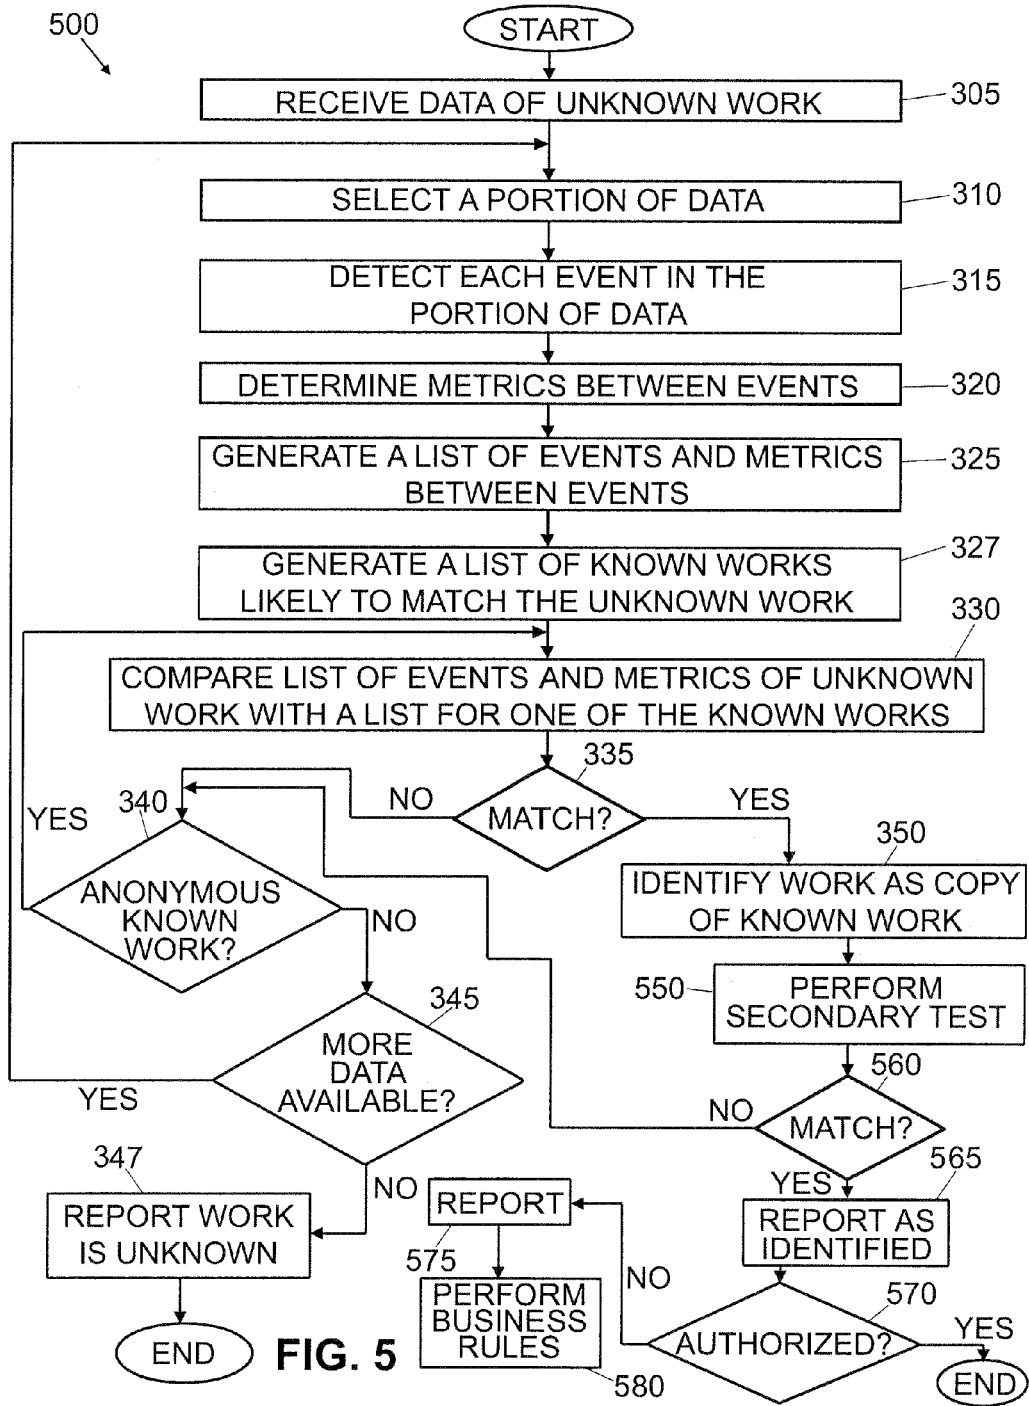 500
START
RECEIVE DATA OF UNKNOWN WORK
305
SELECT A PORTION OF DATA
310
DETECT EACH EVENT IN THE
PORTION OF DATA
315
DETERMINE METRICS BETWEEN EVENTS
320
GENERATE A LIST OF EVENTS AND METRICS
BETWEEN EVENTS
325
GENERATE A LIST OF KNOWN WORKS
LIKELY TO MATCH THE UNKNOWN WORK
327
330
COMPARE LIST OF EVENTS AND METRICS OF UNKNOWN
WORK WITH A LIST FOR ONE OF THE KNOWN WORKS
335
MATCH?
NO
YES
340
YES
ANONYMOUS
KNOWN
WORK?
NO
350
IDENTIFY WORK AS COPY
OF KNOWN WORK
550
PERFORM
SECONDARY TEST
345
MORE
DATA
AVAILABLE?
YES
NO
560
MATCH?
NO
YES
347
REPORT WORK
IS UNKNOWN
END
565
REPORT AS
IDENTIFIED
570
AUTHORIZED?
NO
YES
END
REPORT
575
PERFORM
BUSINESS
RULES
580
FIG. 5